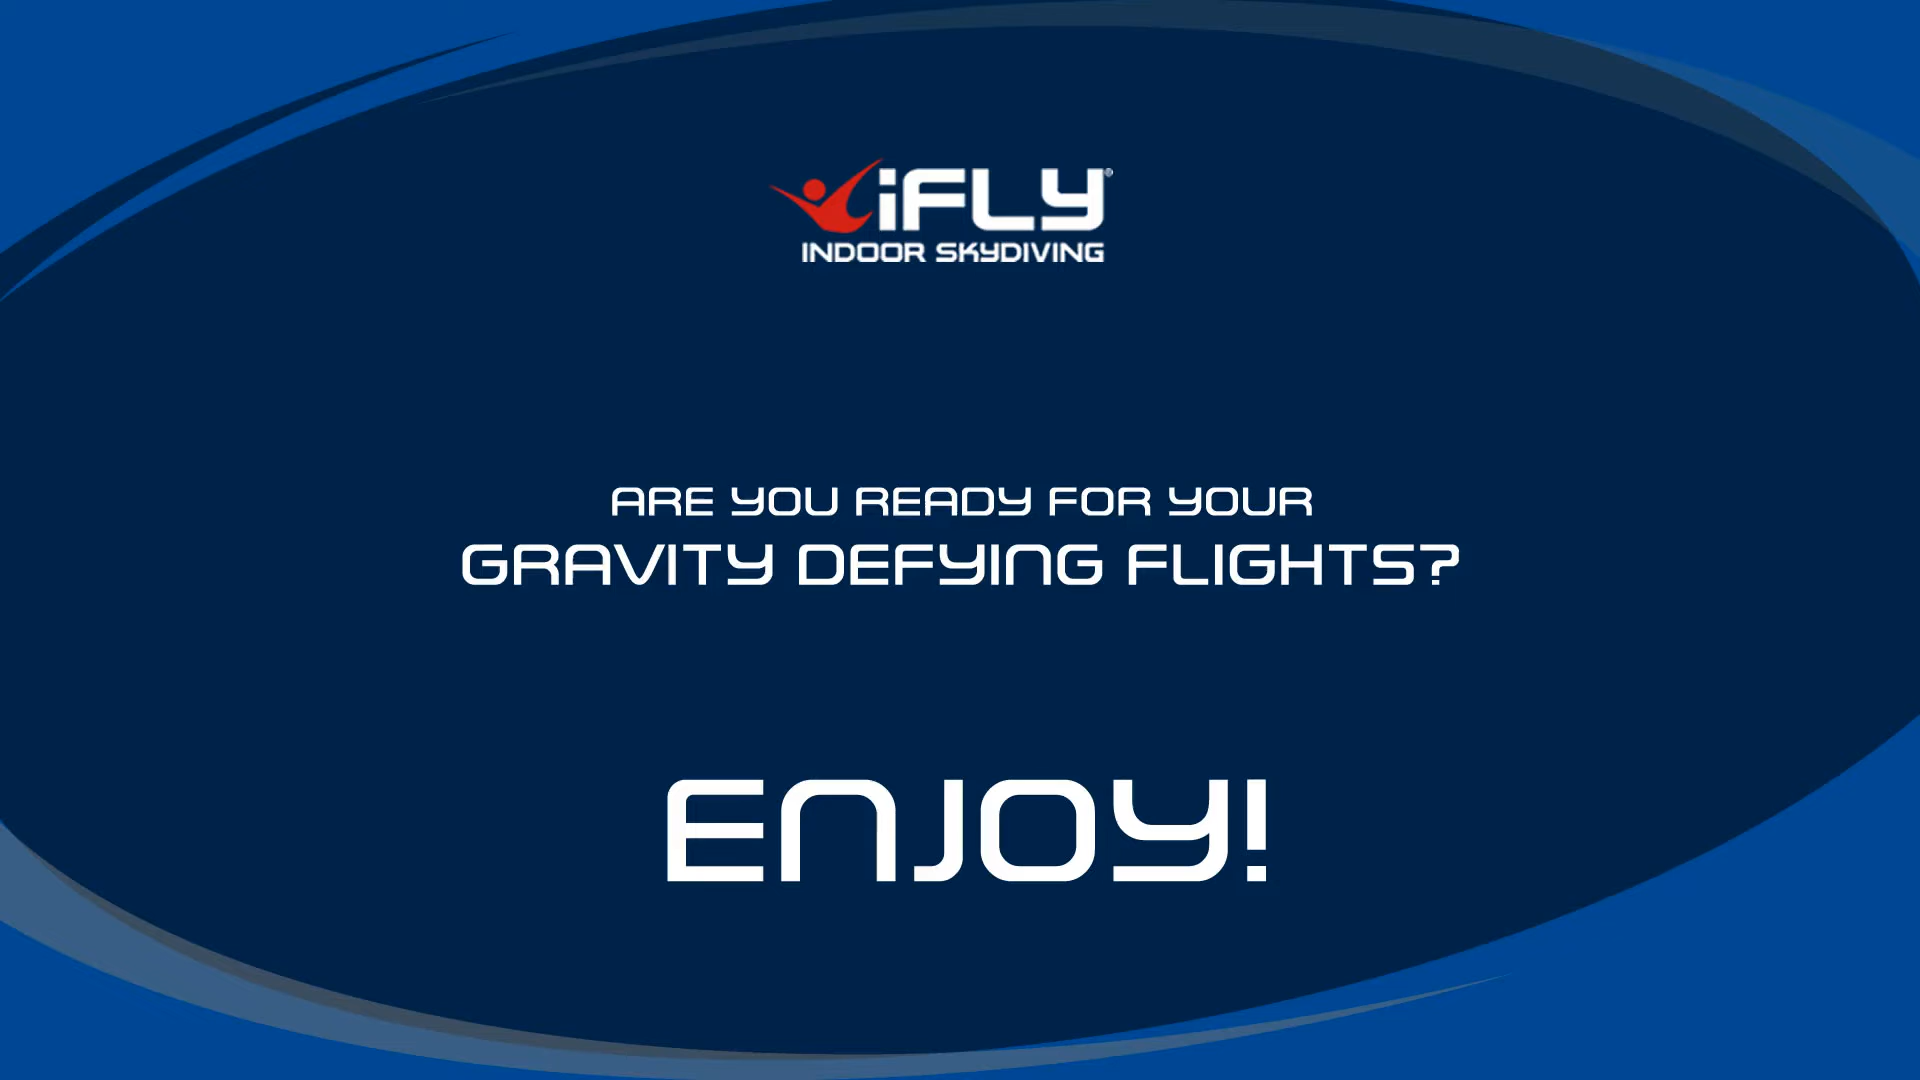 iFLY®
INDOOR SKYDIVING
ARE YOU READY FOR YOUR
GRAVITY DEFYING FLIGHTS?
ENJOY!